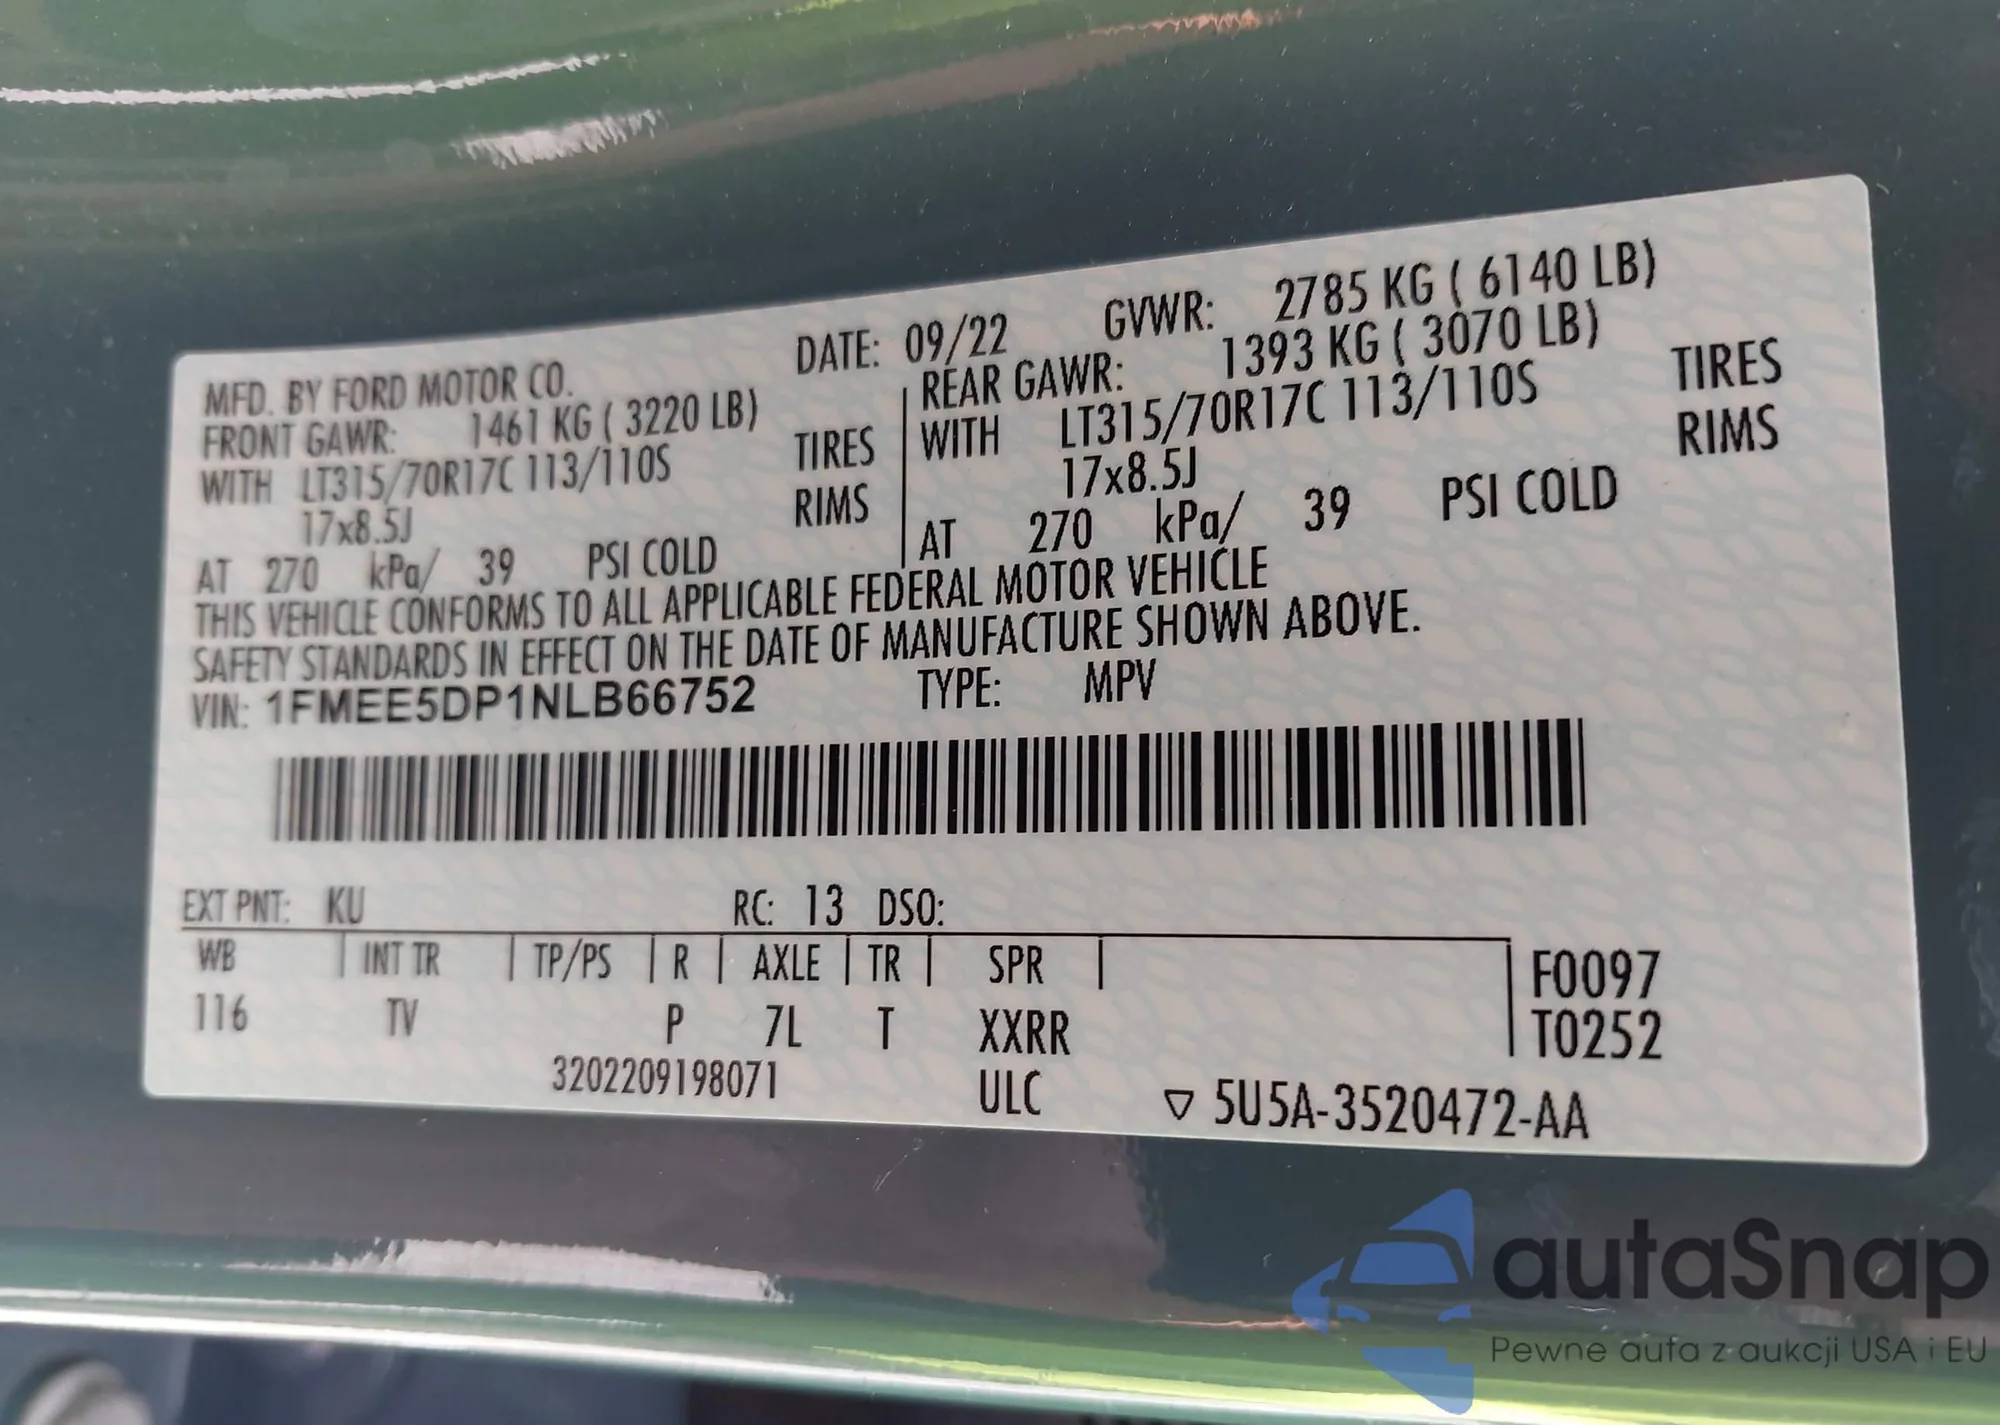 MFD. BY FORD MOTOR CO. DATE: 09/22 GVWR: 2785 KG ( 6140 LB)
FRONT GAWR: 1461 KG ( 3220 LB) REAR GAWR: 1393 KG ( 3070 LB)
WITH LT315/70R17C 113/110S TIRES WITH LT315/70R17C 113/110S TIRES
17x8.5J RIMS 17x8.5J RIMS
AT 270 kPa/ 39 PSI COLD AT 270 kPa/ 39 PSI COLD
THIS VEHICLE CONFORMS TO ALL APPLICABLE FEDERAL MOTOR VEHICLE
SAFETY STANDARDS IN EFFECT ON THE DATE OF MANUFACTURE SHOWN ABOVE.
VIN: 1FMEE5DP1NLB66752 TYPE: MPV
EXT PNT: KU RC: 13 DSO:
WB INT TR TP/PS R AXLE TR SPR F0097
116 TV P 7L T XXRR T0252
3202209198071 ULC ▽ 5U5A-3520472-AA
autaSnap
Pewne auta z aukcji USA i EU